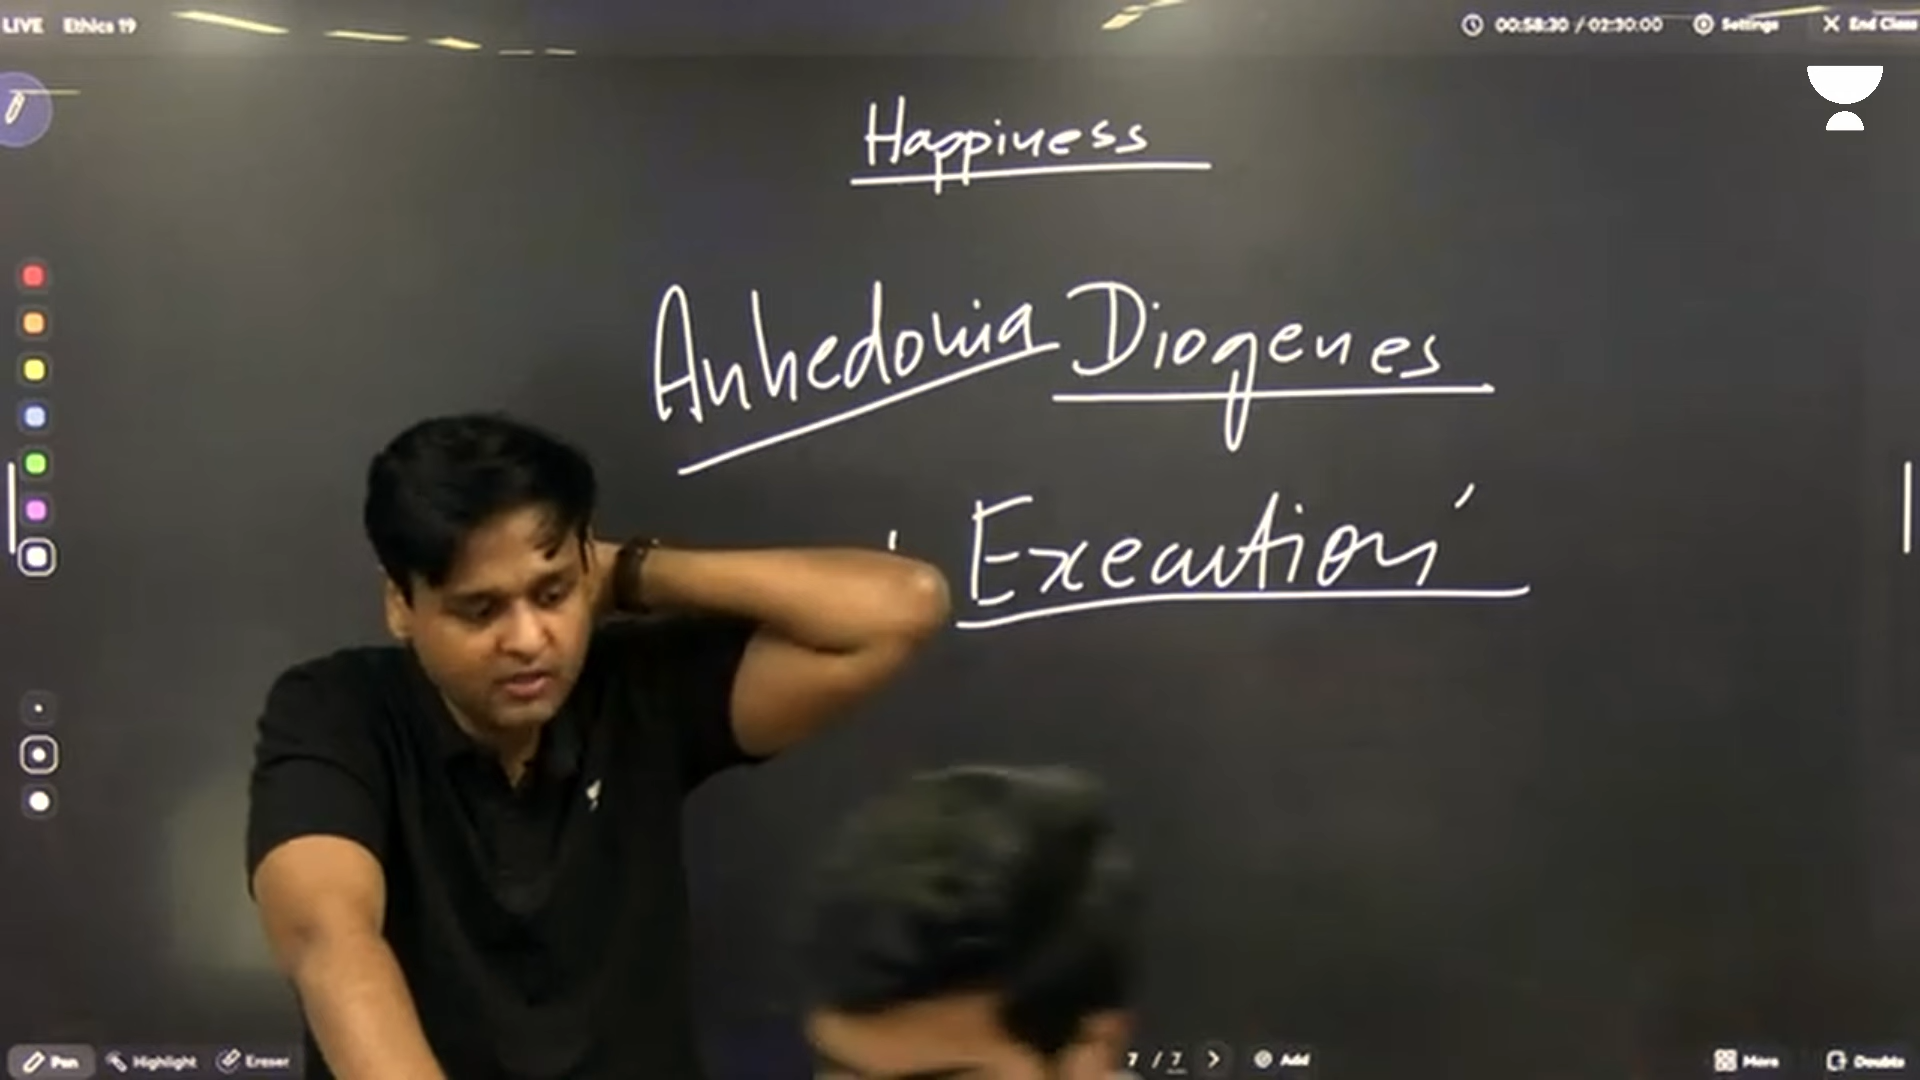 LIVE Ethics 19 00:58:30 / 02:30:00 Settings End Class
Happiness
Anhedonia Diogenes
' Execution '
Pen Highlight Eraser 7 / 7 Add More Doubts